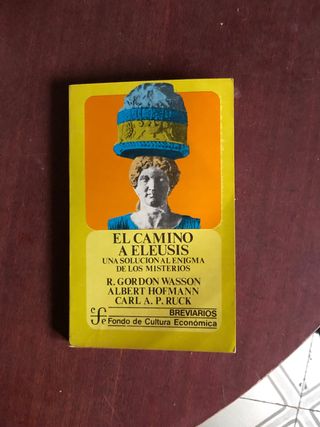 EL CAMINO
A ELEUSIS
UNA SOLUCION AL ENIGMA
DE LOS MISTERIOS
R. GORDON WASSON
ALBERT HOFMANN
CARL A. P. RUCK
BREVIARIOS
cfe Fondo de Cultura Económica